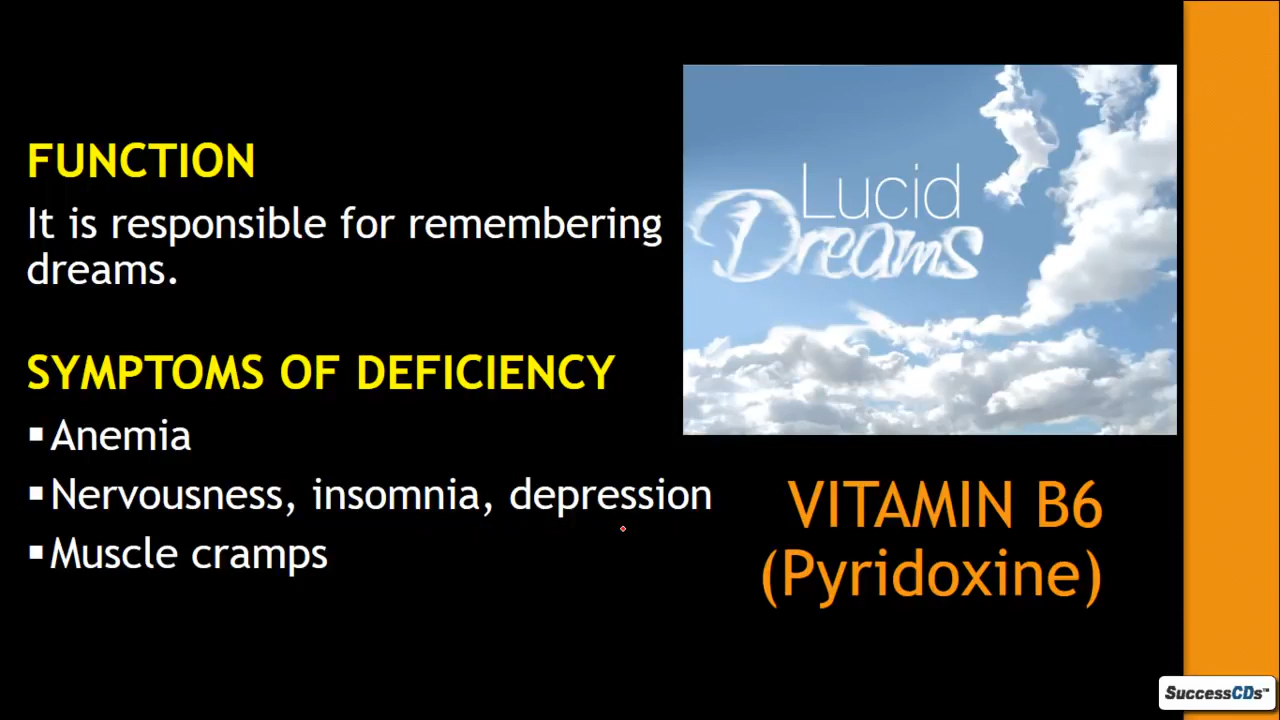 FUNCTION
It is responsible for remembering
dreams.
SYMPTOMS OF DEFICIENCY
▪Anemia
▪Nervousness, insomnia, depression
▪Muscle cramps
Lucid
Dreams
VITAMIN B6
(Pyridoxine)
SuccessCDs™